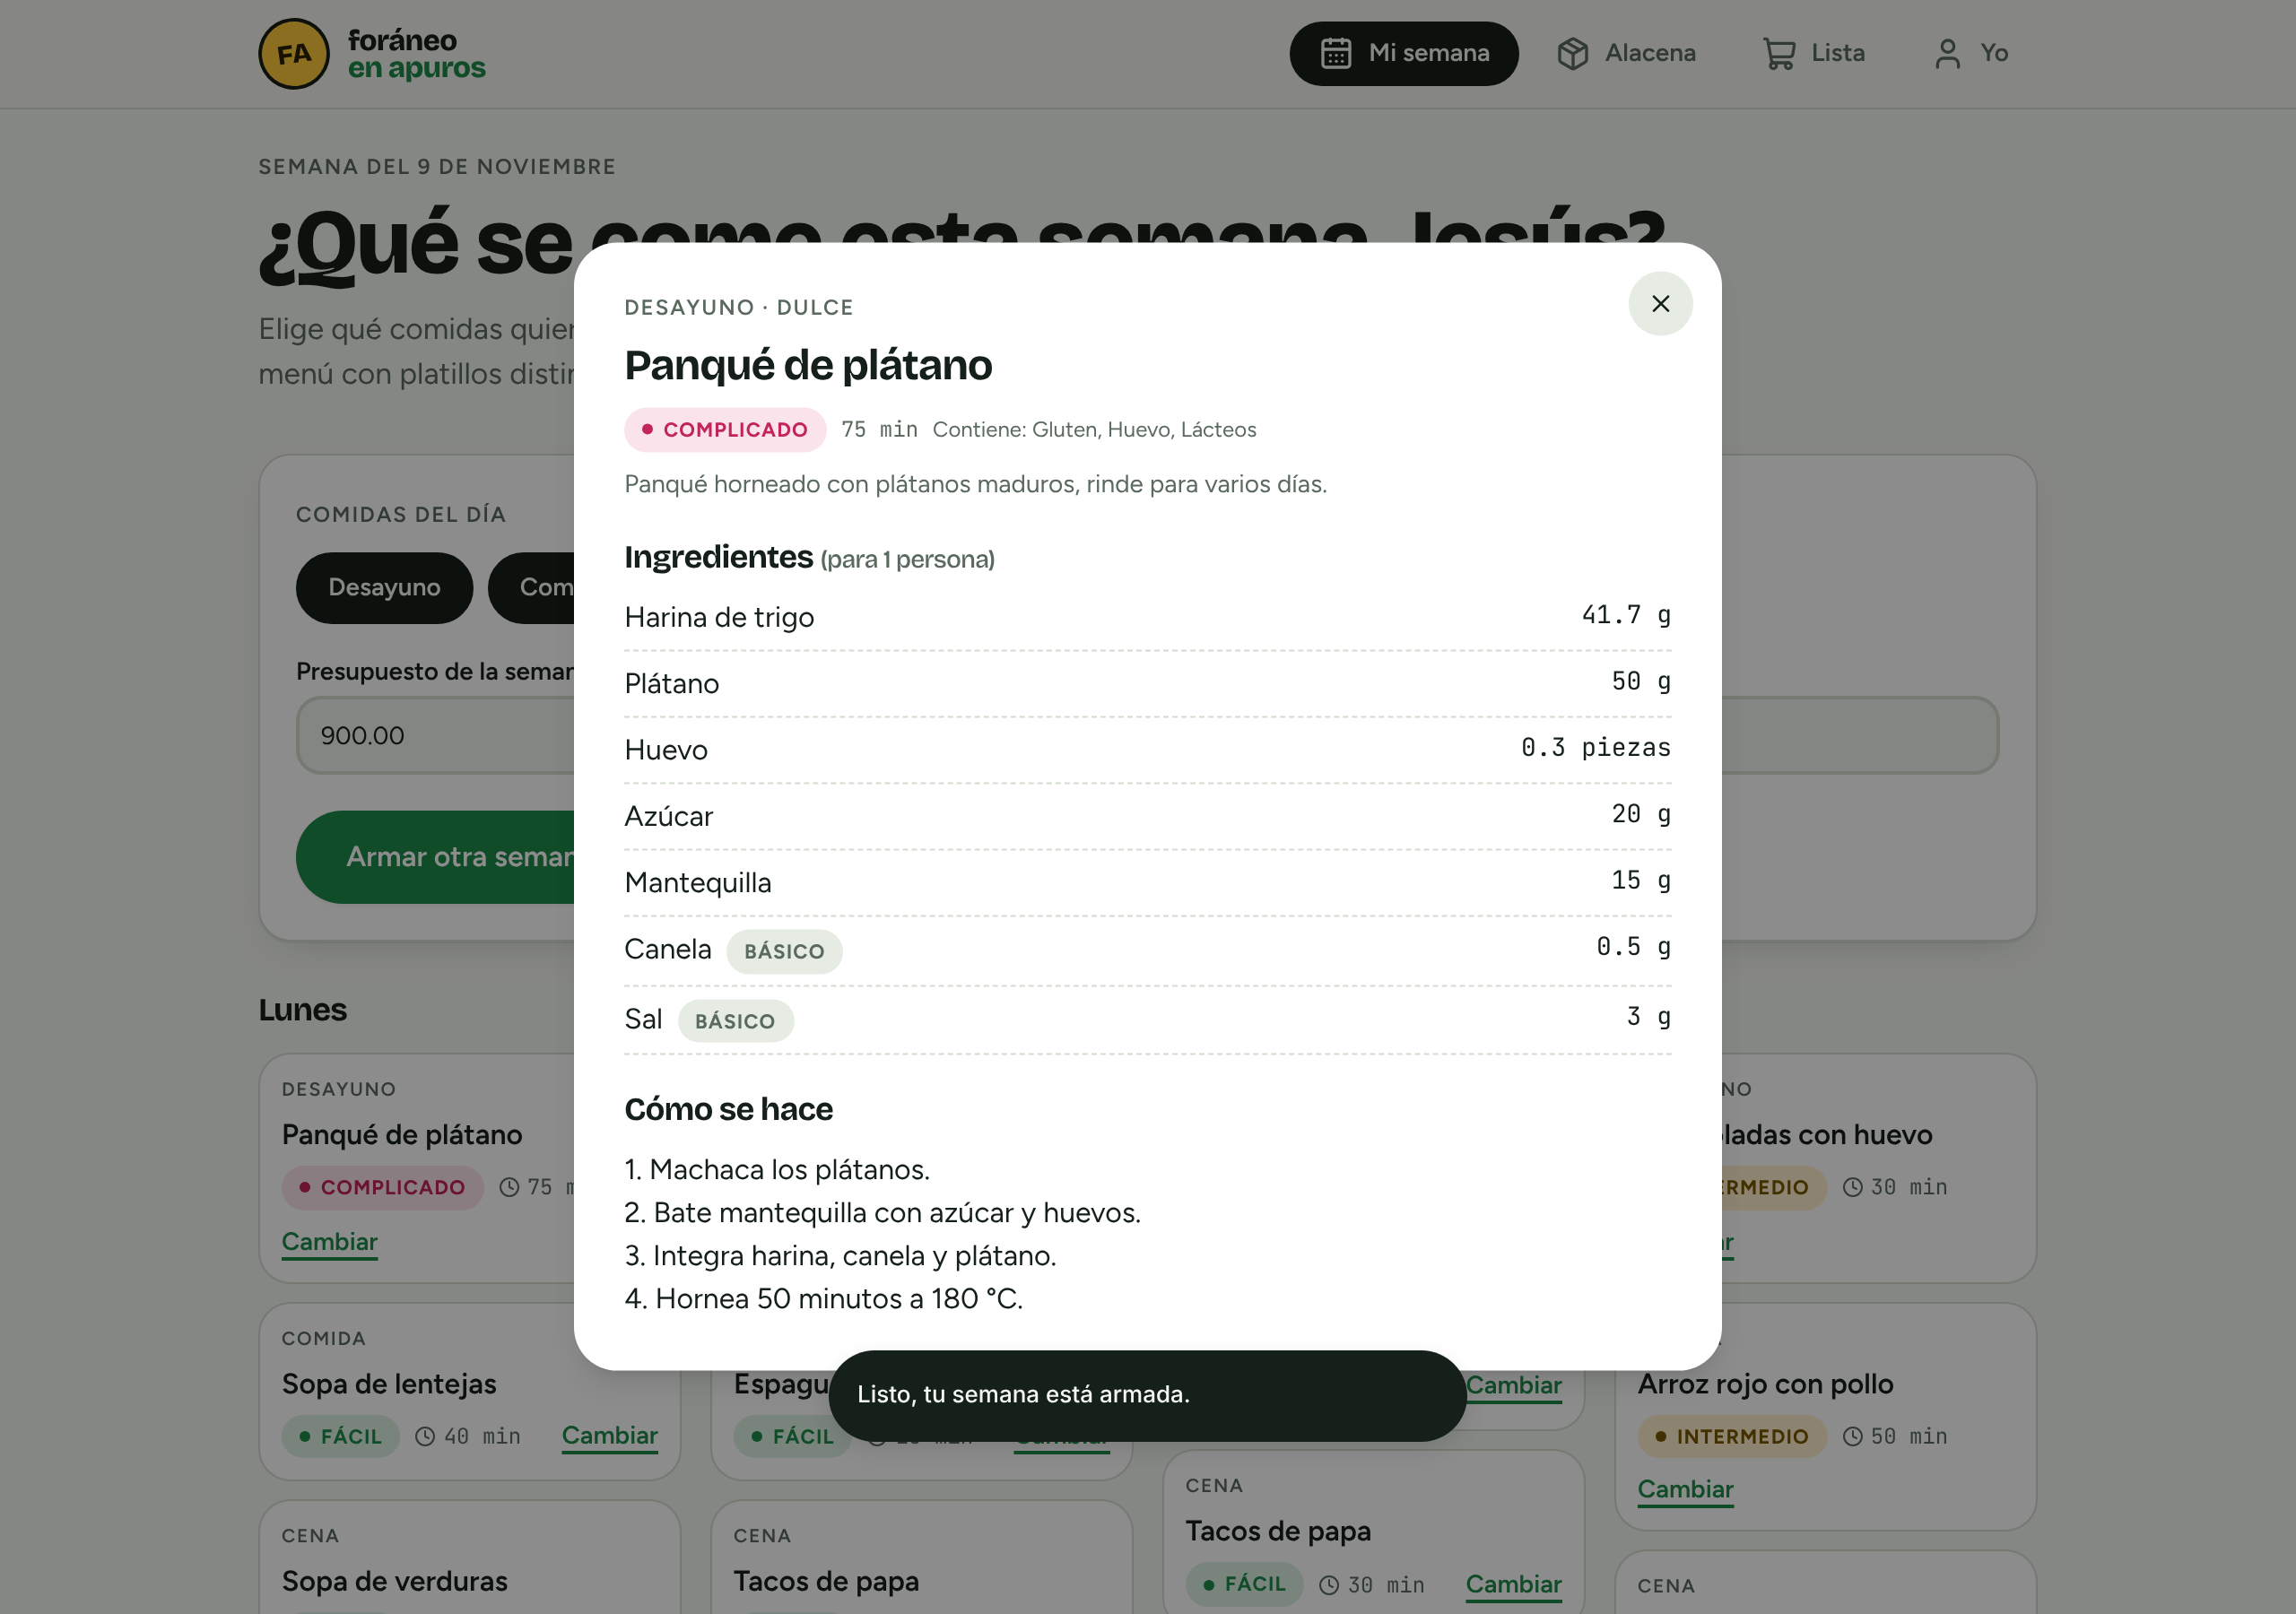 FA
foráneo
en apuros
Mi semana
Alacena
Lista
Yo
SEMANA DEL 9 DE NOVIEMBRE
¿Qué se como esta semana, Jesús?
Elige qué comidas
menú con platillos
COMIDAS DEL DÍA
Desayuno
Presupuesto de la
900.00
Armar otra
DESAYUNO · DULCE
Panqué de plátano
COMPLICADO 75 min Contiene: Gluten, Huevo, Lácteos
Panqué horneado con plátanos maduros, rinde para varios días.
Ingredientes (para 1 persona)
Harina de trigo 41.7 g
Plátano 50 g
Huevo 0.3 piezas
Azúcar 20 g
Mantequilla 15 g
Canela BÁSICO 0.5 g
Sal BÁSICO 3 g
Cómo se hace
1. Machaca los plátanos.
2. Bate mantequilla con azúcar y huevos.
3. Integra harina, canela y plátano.
4. Hornea 50 minutos a 180 °C.
Listo, tu semana está armada.
Lunes
DESAYUNO
Panqué de plátano
COMPLICADO 75
Cambiar
COMIDA
Sopa de lentejas
FÁCIL 40 min Cambiar
CENA
Sopa de verduras
FÁCIL
CENA
Tacos de papa
Cambiar
CENA
Tacos de papa
FÁCIL 30 min Cambiar
con huevo
30 min
Arroz rojo con pollo
INTERMEDIO 50 min
Cambiar
CENA